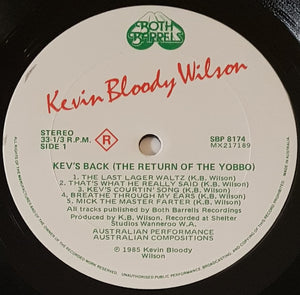 BOTH
BARRELS
Kevin Bloody Wilson
STEREO
33-1/3 R.P.M.
SIDE 1
R
SBP 8174
MX217189
KEV'S BACK (THE RETURN OF THE YOBBO)
1. THE LAST LAGER WALTZ (K.B. Wilson)
2. THAT'S WHAT HE REALLY SAID (K.B. Wilson)
3. KEV'S COURTIN' SONG (K.B. Wilson)
4. BREATHE THROUGH MY EARS (K.B. Wilson)
5. MICK THE MASTER FARTER (K.B. Wilson)
All tracks published by Both Barrels Recordings
Produced by K.B. Wilson, Recorded at Shelter
Studios Wanneroo W.A.
AUSTRALIAN PERFORMANCE
AUSTRALIAN COMPOSITIONS
℗ © 1985 Kevin Bloody
Wilson